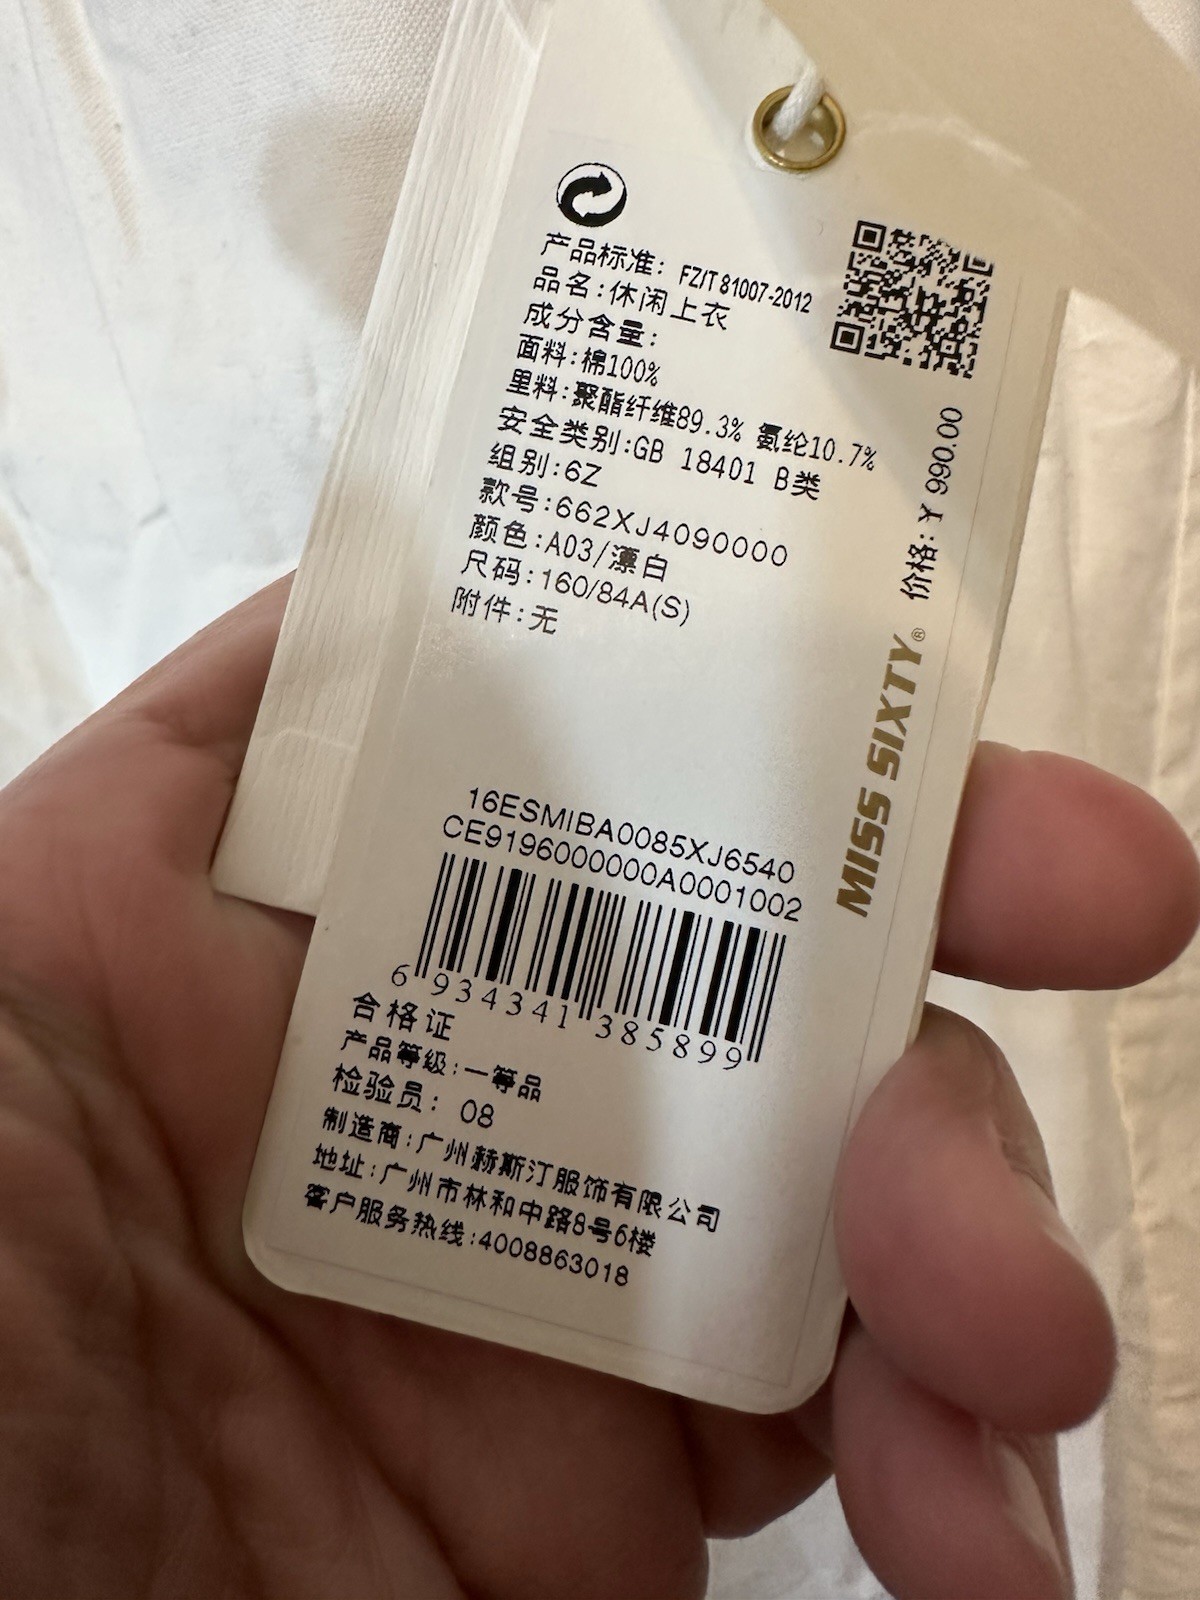 产品标准: FZ/T 81007-2012
品名:休闲上衣
成分含量:
面料:棉100%
里料:聚酯纤维89.3% 氨纶10.7%
安全类别:GB 18401 B类
组别:6Z
款号:662XJ4090000
颜色:A03/漂白
尺码:160/84A(S)
附件:无
价格:￥990.00
MISS SIXTY®
16ESMIBA0085XJ6540
CE9196000000A0001002
6 934341 385899
合格证
产品等级:一等品
检验员: 08
制造商:广州赫斯汀服饰有限公司
地址:广州市林和中路8号6楼
客户服务热线:4008863018